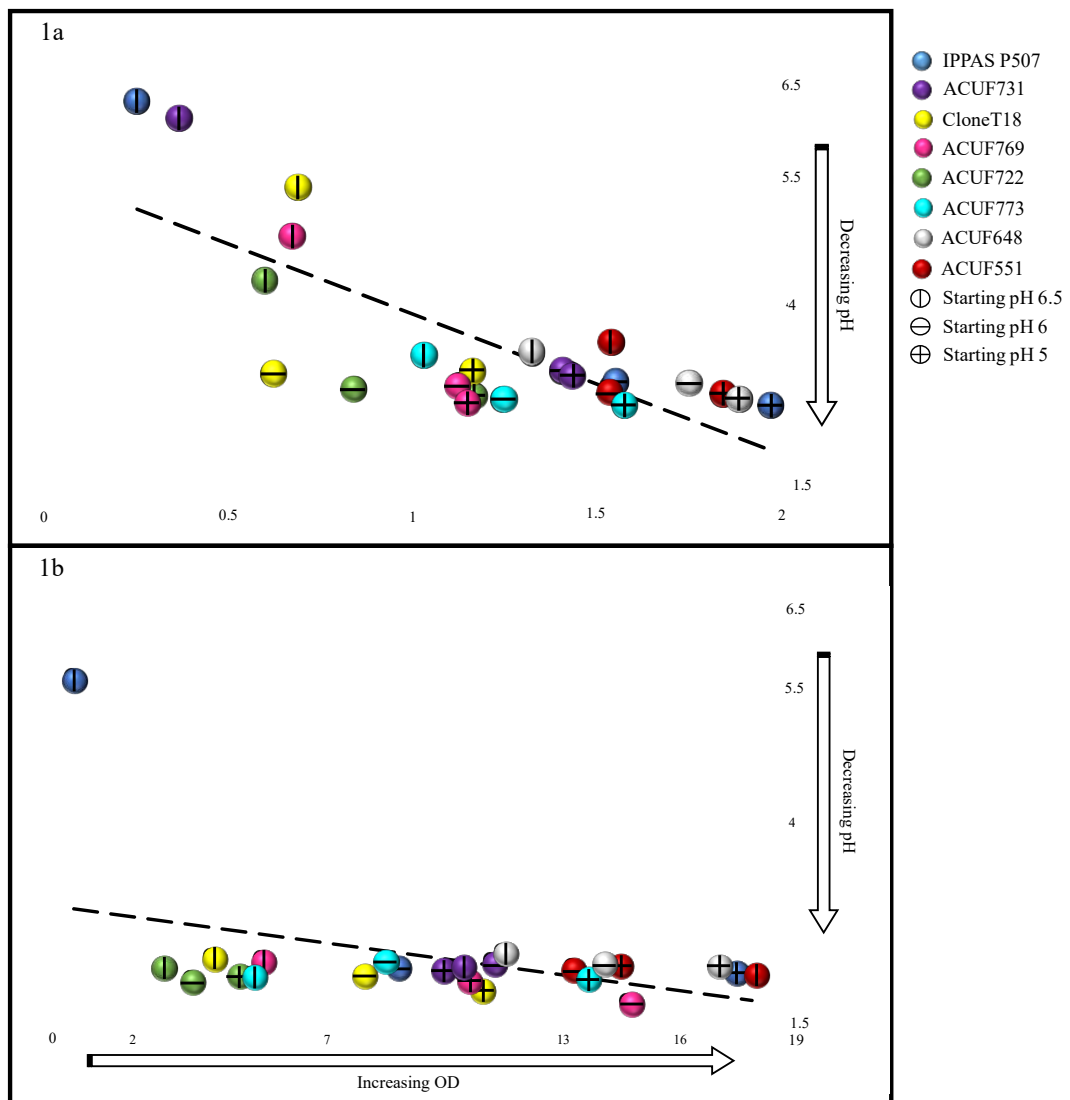 1a
6.5
5.5
4
1.5
0
0.5
1
1.5
2
Decreasing pH
IPPAS P507
ACUF731
CloneT18
ACUF769
ACUF722
ACUF773
ACUF648
ACUF551
Starting pH 6.5
Starting pH 6
Starting pH 5
1b
6.5
5.5
4
1.5
0
2
7
13
16
19
Decreasing pH
Increasing OD